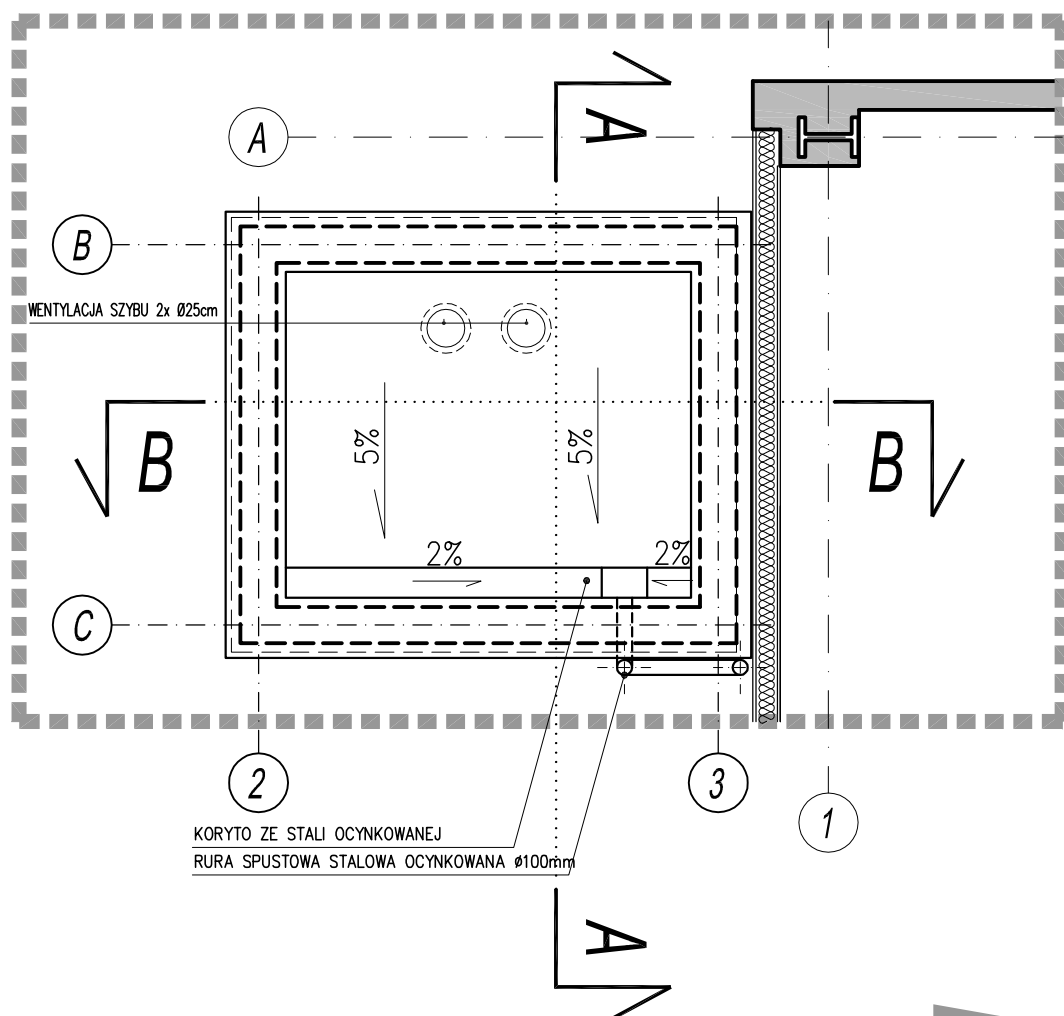 A
A
B
WENTYLACJA SZYBU 2x Ø25cm
5%
5%
B
B
2%
2%
C
2
3
1
KORYTO ZE STALI OCYNKOWANEJ
RURA SPUSTOWA STALOWA OCYNKOWANA Ø100mm
A